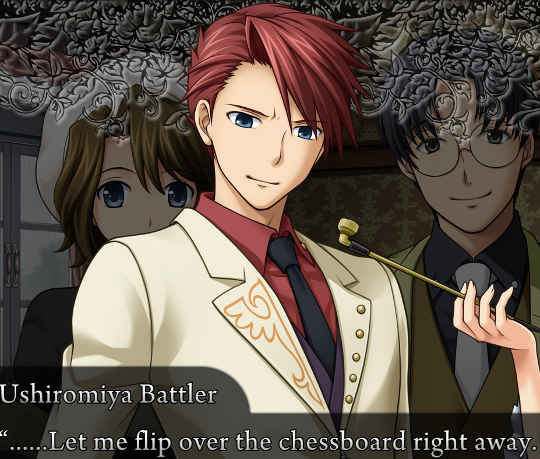 Ushiromiya Battler
“......Let me flip over the chessboard right away.